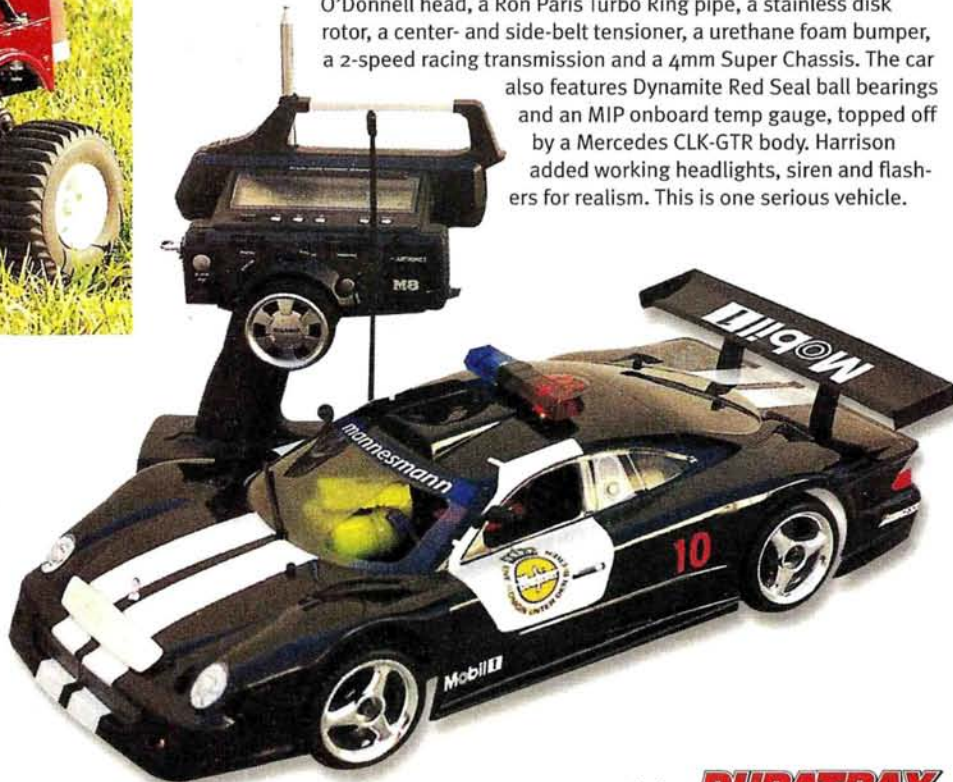 O'Donnell head, a Ron Paris Turbo Ring pipe, a stainless disk
rotor, a center- and side-belt tensioner, a urethane foam bumper,
a 2-speed racing transmission and a 4mm Super Chassis. The car
also features Dynamite Red Seal ball bearings
and an MIP onboard temp gauge, topped off
by a Mercedes CLK-GTR body. Harrison
added working headlights, siren and flash-
ers for realism. This is one serious vehicle.
M8
Mobil 1
mannesmann
10
Mobil 1
DURATRAX